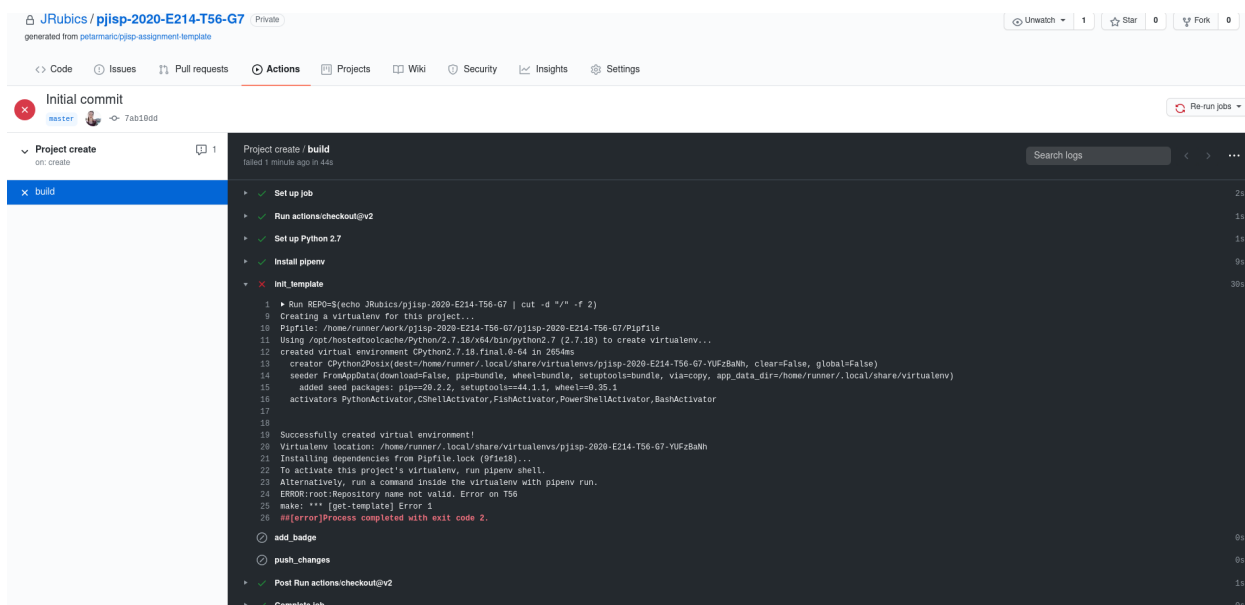 JRubics / pjisp-2020-E214-T56-G7 Private
Unwatch 1 Star 0 Fork 0
generated from petarmaric/pjisp-assignment-template
Code Issues Pull requests Actions Projects Wiki Security Insights Settings
Initial commit
master 7ab10dd
Re-run jobs
Project create 1
on: create
build
Project create / build
failed 1 minute ago in 44s
Search logs
Set up job 2s
Run actions/checkout@v2 1s
Set up Python 2.7 1s
Install pipenv 9s
init_template 30s
1 Run REPO=$(echo JRubics/pjisp-2020-E214-T56-G7 | cut -d "/" -f 2)
9 Creating a virtualenv for this project...
10 Pipfile: /home/runner/work/pjisp-2020-E214-T56-G7/pjisp-2020-E214-T56-G7/Pipfile
11 Using /opt/hostedtoolcache/Python/2.7.18/x64/bin/python2.7 (2.7.18) to create virtualenv...
12 created virtual environment CPython2.7.18.final.0-64 in 2654ms
13 creator CPython2Posix(dest=/home/runner/.local/share/virtualenvs/pjisp-2020-E214-T56-G7-YUFzBaNh, clear=False, global=False)
14 seeder FromAppData(download=False, pip=bundle, wheel=bundle, setuptools=bundle, via=copy, app_data_dir=/home/runner/.local/share/virtualenv)
15 added seed packages: pip==20.2.2, setuptools==44.1.1, wheel==0.35.1
16 activators PythonActivator,CShellActivator,FishActivator,PowerShellActivator,BashActivator
17
18
19 Successfully created virtual environment!
20 Virtualenv location: /home/runner/.local/share/virtualenvs/pjisp-2020-E214-T56-G7-YUFzBaNh
21 Installing dependencies from Pipfile.lock (9f1e18)...
22 To activate this project's virtualenv, run pipenv shell.
23 Alternatively, run a command inside the virtualenv with pipenv run.
24 ERROR:root:Repository name not valid. Error on T56
25 make: *** [get-template] Error 1
26 ##[error]Process completed with exit code 2.
add_badge 0s
push_changes 0s
Post Run actions/checkout@v2 1s
Complete job 0s